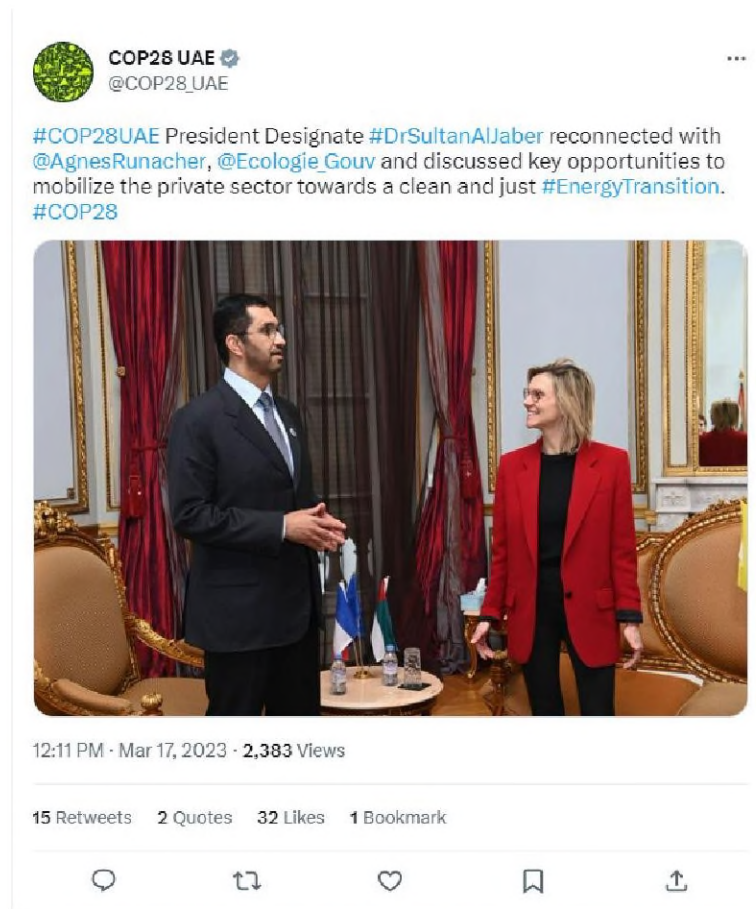 COP28 UAE
@COP28_UAE
#COP28UAE President Designate #DrSultanAlJaber reconnected with
@AgnesRunacher, @Ecologie_Gouv and discussed key opportunities to
mobilize the private sector towards a clean and just #EnergyTransition.
#COP28
12:11 PM · Mar 17, 2023 · 2,383 Views
15 Retweets 2 Quotes 32 Likes 1 Bookmark